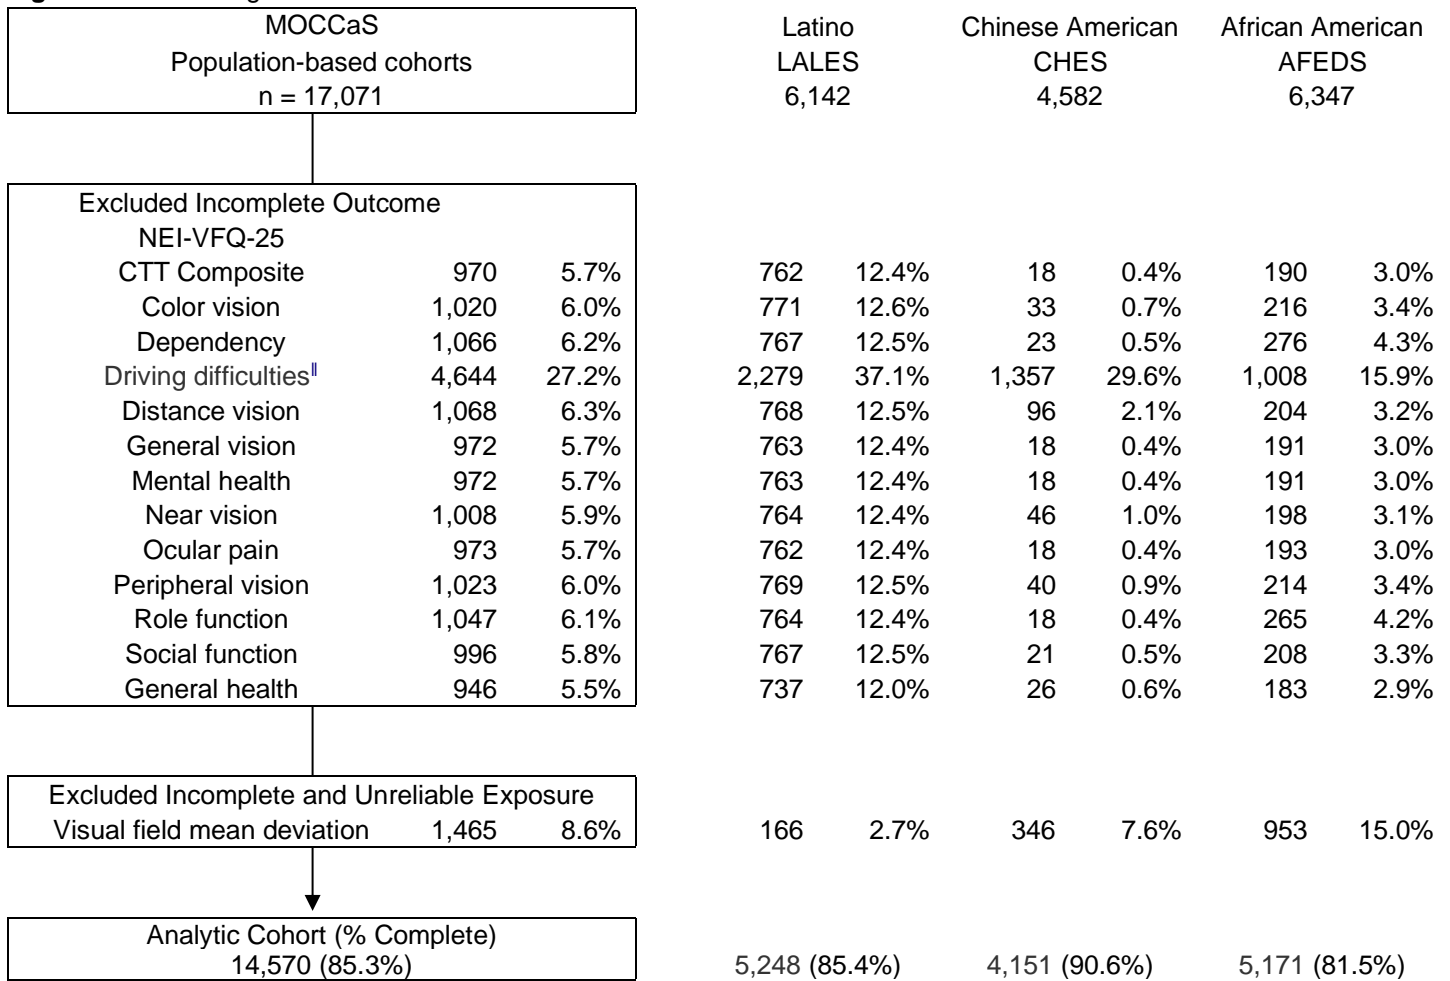 MOCCaS Latino Chinese American African American
Population-based cohorts LALES CHES AFEDS
n = 17,071 6,142 4,582 6,347
Excluded Incomplete Outcome
NEI-VFQ-25
CTT Composite 970 5.7% 762 12.4% 18 0.4% 190 3.0%
Color vision 1,020 6.0% 771 12.6% 33 0.7% 216 3.4%
Dependency 1,066 6.2% 767 12.5% 23 0.5% 276 4.3%
Driving difficulties‖ 4,644 27.2% 2,279 37.1% 1,357 29.6% 1,008 15.9%
Distance vision 1,068 6.3% 768 12.5% 96 2.1% 204 3.2%
General vision 972 5.7% 763 12.4% 18 0.4% 191 3.0%
Mental health 972 5.7% 763 12.4% 18 0.4% 191 3.0%
Near vision 1,008 5.9% 764 12.4% 46 1.0% 198 3.1%
Ocular pain 973 5.7% 762 12.4% 18 0.4% 193 3.0%
Peripheral vision 1,023 6.0% 769 12.5% 40 0.9% 214 3.4%
Role function 1,047 6.1% 764 12.4% 18 0.4% 265 4.2%
Social function 996 5.8% 767 12.5% 21 0.5% 208 3.3%
General health 946 5.5% 737 12.0% 26 0.6% 183 2.9%
Excluded Incomplete and Unreliable Exposure
Visual field mean deviation 1,465 8.6% 166 2.7% 346 7.6% 953 15.0%
Analytic Cohort (% Complete)
14,570 (85.3%) 5,248 (85.4%) 4,151 (90.6%) 5,171 (81.5%)